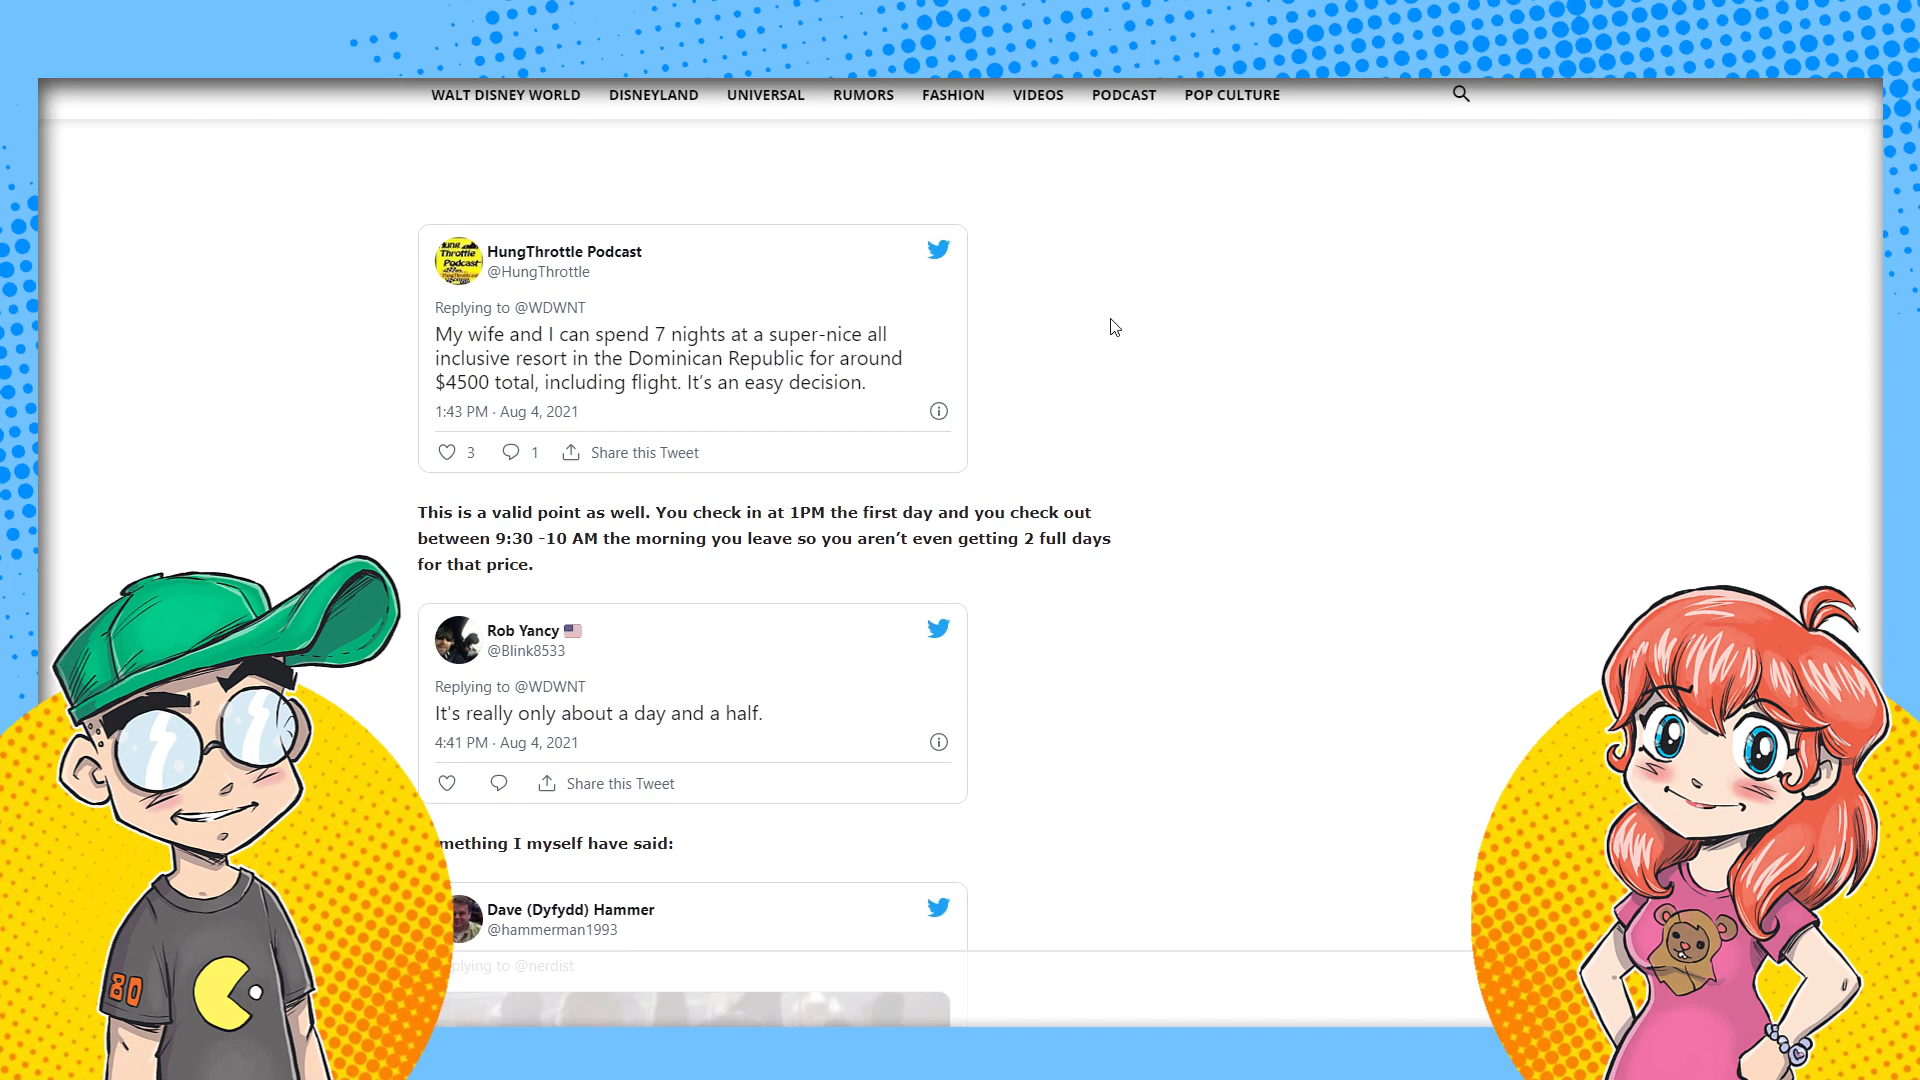 WALT DISNEY WORLD DISNEYLAND UNIVERSAL RUMORS FASHION VIDEOS PODCAST POP CULTURE
Throttle
Podcast
HungThrottle Podcast
@HungThrottle
Replying to @WDWNT
My wife and I can spend 7 nights at a super-nice all
inclusive resort in the Dominican Republic for around
$4500 total, including flight. It’s an easy decision.
1:43 PM · Aug 4, 2021
3 1 Share this Tweet
This is a valid point as well. You check in at 1PM the first day and you check out
between 9:30 -10 AM the morning you leave so you aren’t even getting 2 full days
for that price.
Rob Yancy
@Blink8533
Replying to @WDWNT
It's really only about a day and a half.
4:41 PM · Aug 4, 2021
Share this Tweet
mething I myself have said:
Dave (Dyfydd) Hammer
@hammerman1993
plying to @nerdist
80